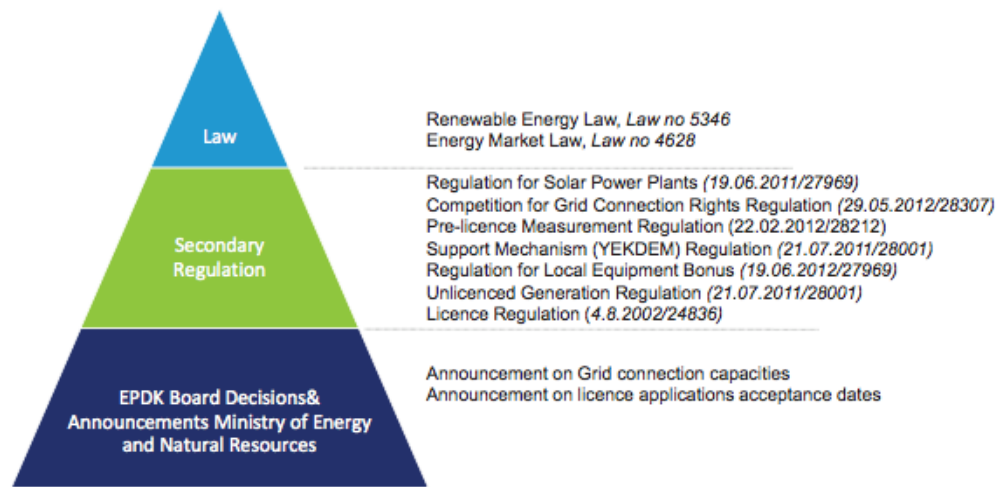 Law
Renewable Energy Law, Law no 5346
Energy Market Law, Law no 4628
Secondary
Regulation
Regulation for Solar Power Plants (19.06.2011/27969)
Competition for Grid Connection Rights Regulation (29.05.2012/28307)
Pre-licence Measurement Regulation (22.02.2012/28212)
Support Mechanism (YEKDEM) Regulation (21.07.2011/28001)
Regulation for Local Equipment Bonus (19.06.2012/27969)
Unlicenced Generation Regulation (21.07.2011/28001)
Licence Regulation (4.8.2002/24836)
EPDK Board Decisions&
Announcements Ministry of Energy
and Natural Resources
Announcement on Grid connection capacities
Announcement on licence applications acceptance dates